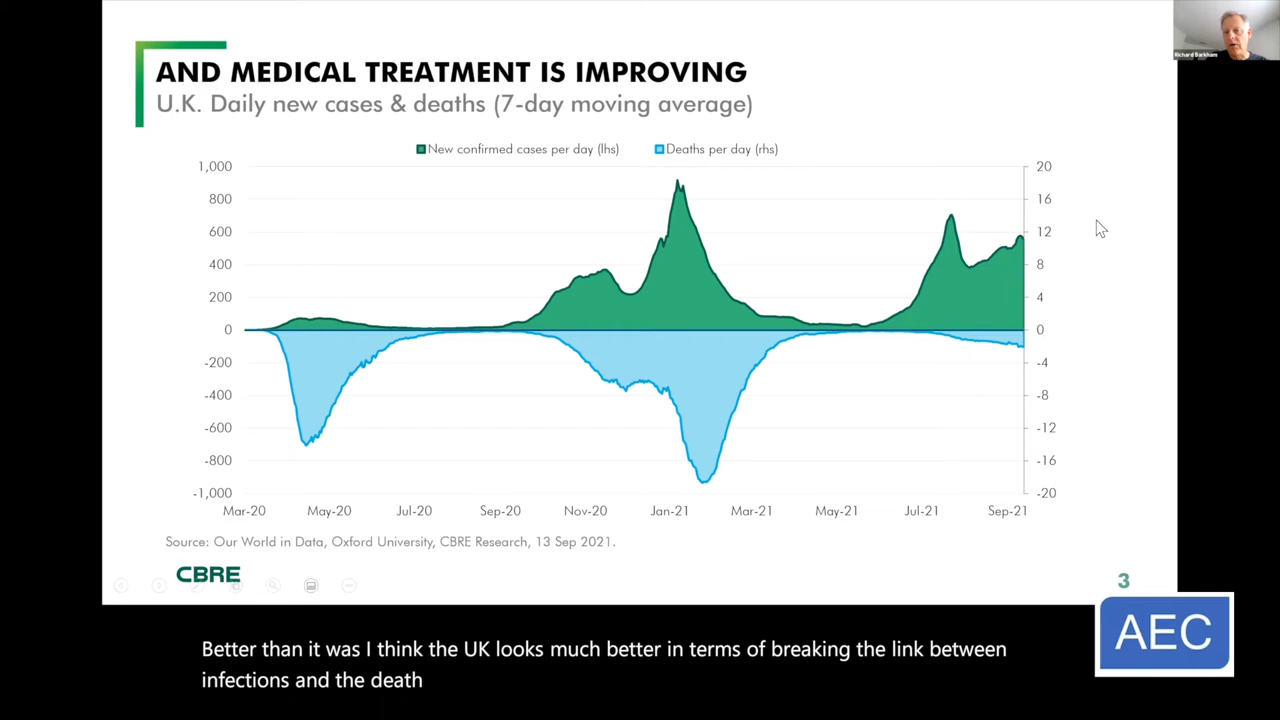 Richard Barkham
AND MEDICAL TREATMENT IS IMPROVING
U.K. Daily new cases & deaths (7-day moving average)
New confirmed cases per day (lhs) Deaths per day (rhs)
1,000 20
800 16
600 12
400 8
200 4
0 0
-200 -4
-400 -8
-600 -12
-800 -16
-1,000 -20
Mar-20 May-20 Jul-20 Sep-20 Nov-20 Jan-21 Mar-21 May-21 Jul-21 Sep-21
Source: Our World in Data, Oxford University, CBRE Research, 13 Sep 2021.
CBRE
3
AEC
Better than it was I think the UK looks much better in terms of breaking the link between
infections and the death